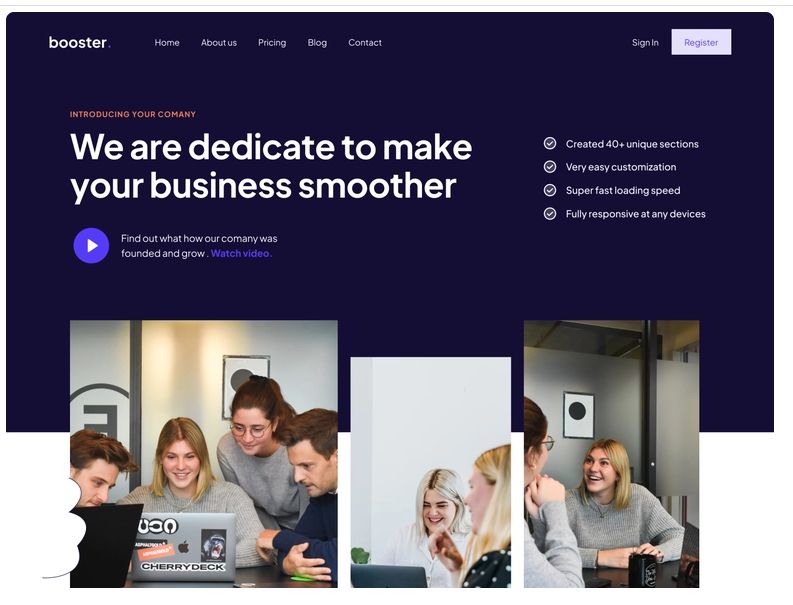 booster.
Home About us Pricing Blog Contact
Sign In Register
INTRODUCING YOUR COMANY
We are dedicate to make
your business smoother
Find out what how our comany was
founded and grow . Watch video.
Created 40+ unique sections
Very easy customization
Super fast loading speed
Fully responsive at any devices
ASPHALTGOLD
ASPHALTGOLD
CHERRYDECK